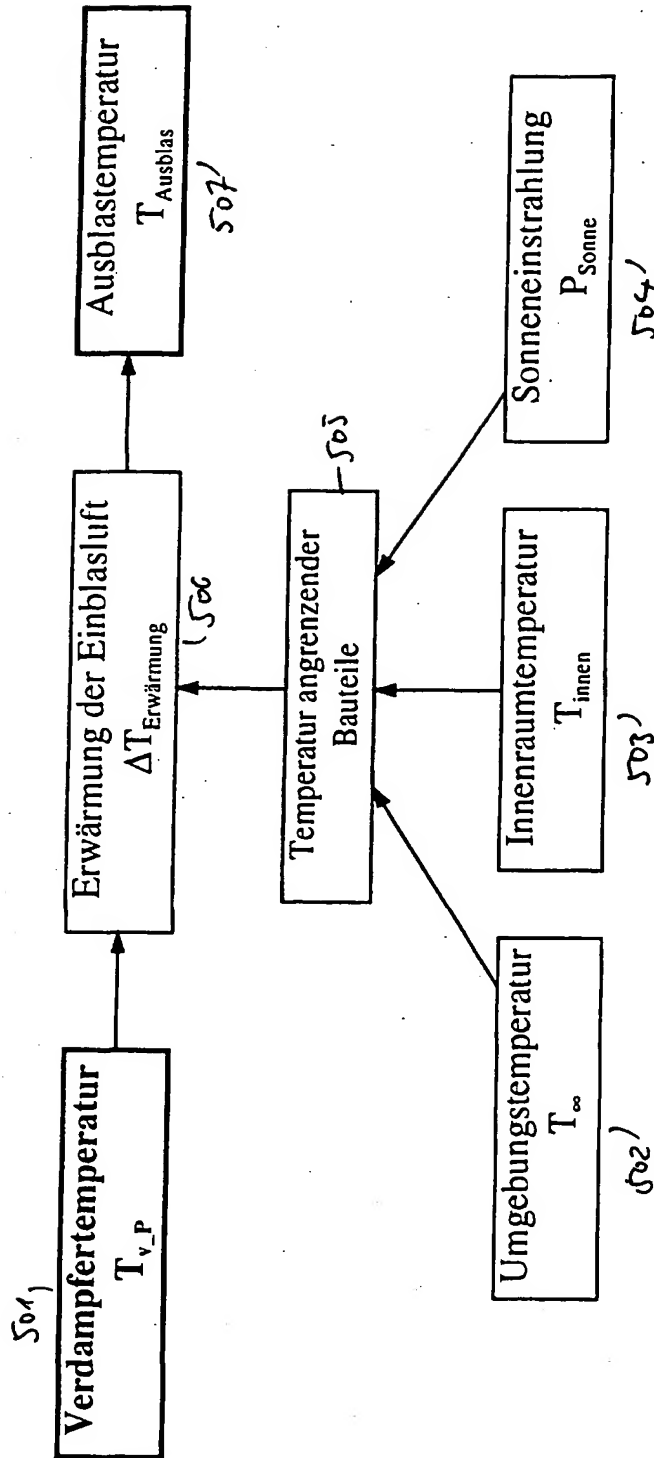 501
Verdampfertemperatur
T_v_P
Erwärmung der Einblasluft
ΔT_Erwärmung
506
Ausblastemperatur
T_Ausblas
507
Temperatur angrenzender
Bauteile
505
Umgebungstemperatur
T_∞
502
Innenraumtemperatur
T_innen
503
Sonneneinstrahlung
P_Sonne
504